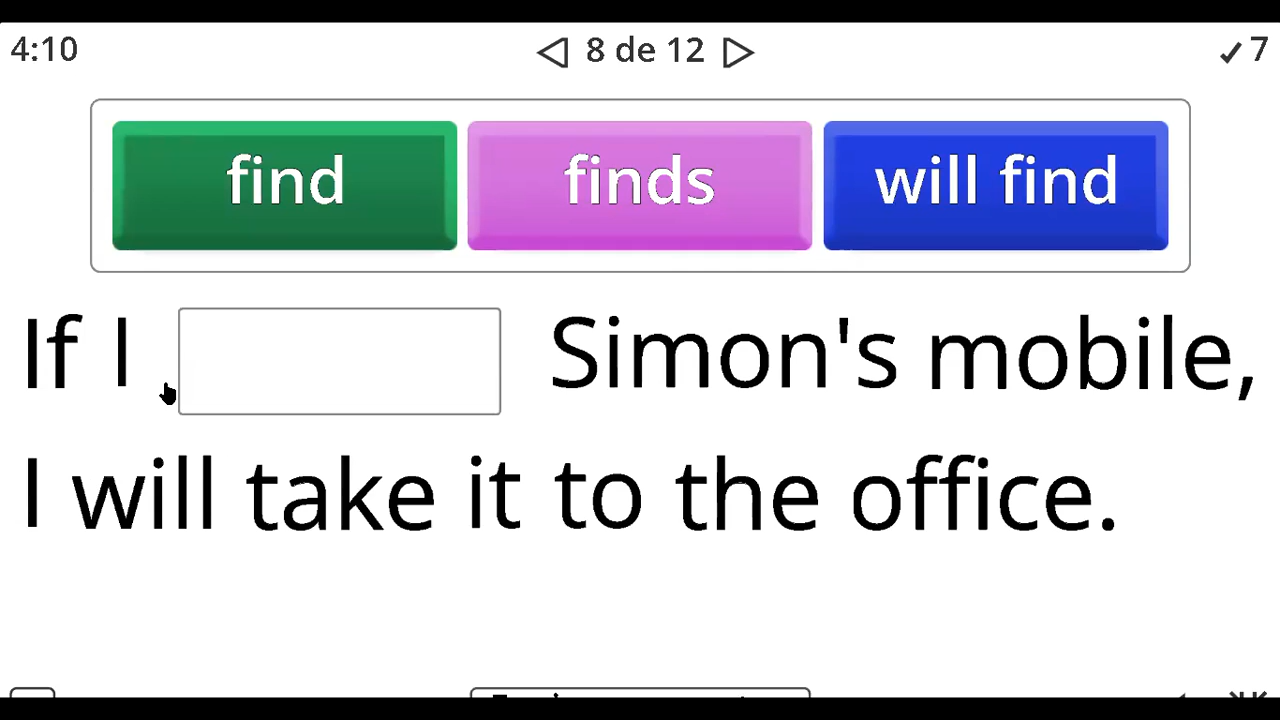 4:10
8 de 12
7
find
finds
will find
If I Simon's mobile,
I will take it to the office.